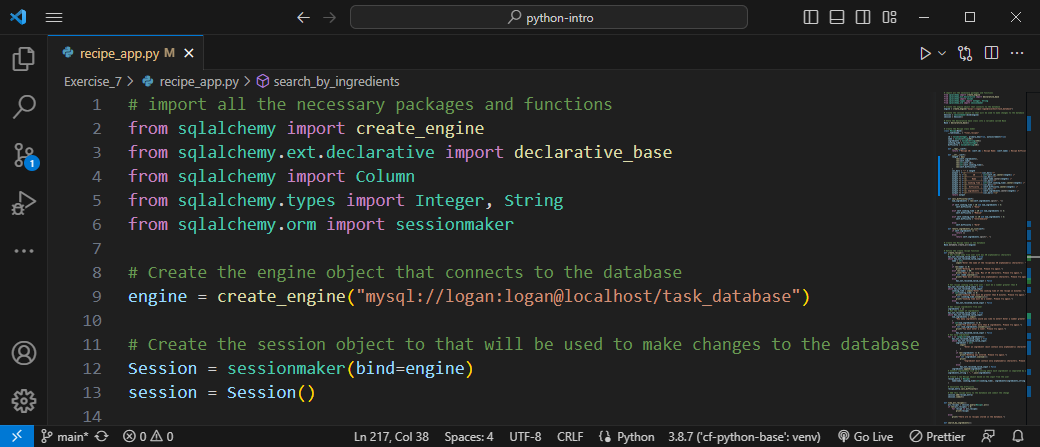 python-intro
recipe_app.py M
Exercise_7 > recipe_app.py > search_by_ingredients
1 # import all the necessary packages and functions
2 from sqlalchemy import create_engine
3 from sqlalchemy.ext.declarative import declarative_base
4 from sqlalchemy import Column
5 from sqlalchemy.types import Integer, String
6 from sqlalchemy.orm import sessionmaker
7
8 # Create the engine object that connects to the database
9 engine = create_engine("mysql://logan:logan@localhost/task_database")
10
11 # Create the session object to that will be used to make changes to the database
12 Session = sessionmaker(bind=engine)
13 session = Session()
14
1
main* 0 0 Ln 217, Col 38 Spaces: 4 UTF-8 CRLF Python 3.8.7 ('cf-python-base': venv) Go Live Prettier